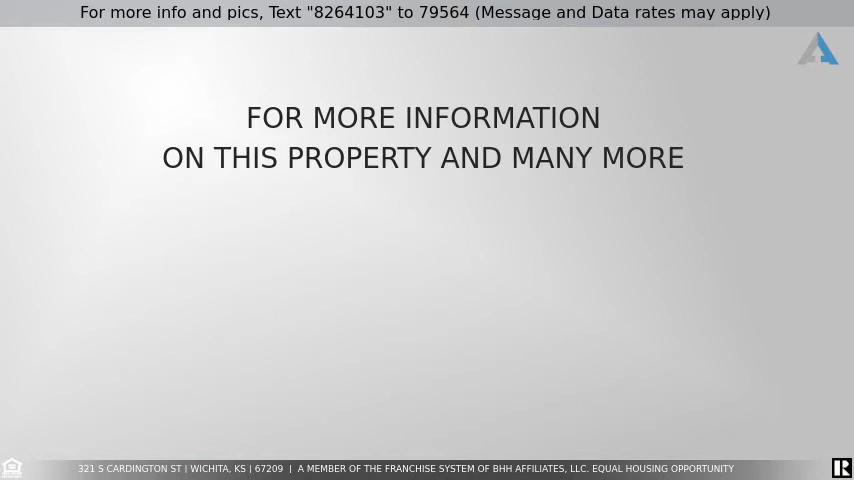 For more info and pics, Text "8264103" to 79564 (Message and Data rates may apply)
FOR MORE INFORMATION
ON THIS PROPERTY AND MANY MORE
321 S CARDINGTON ST | WICHITA, KS | 67209 | A MEMBER OF THE FRANCHISE SYSTEM OF BHH AFFILIATES, LLC. EQUAL HOUSING OPPORTUNITY